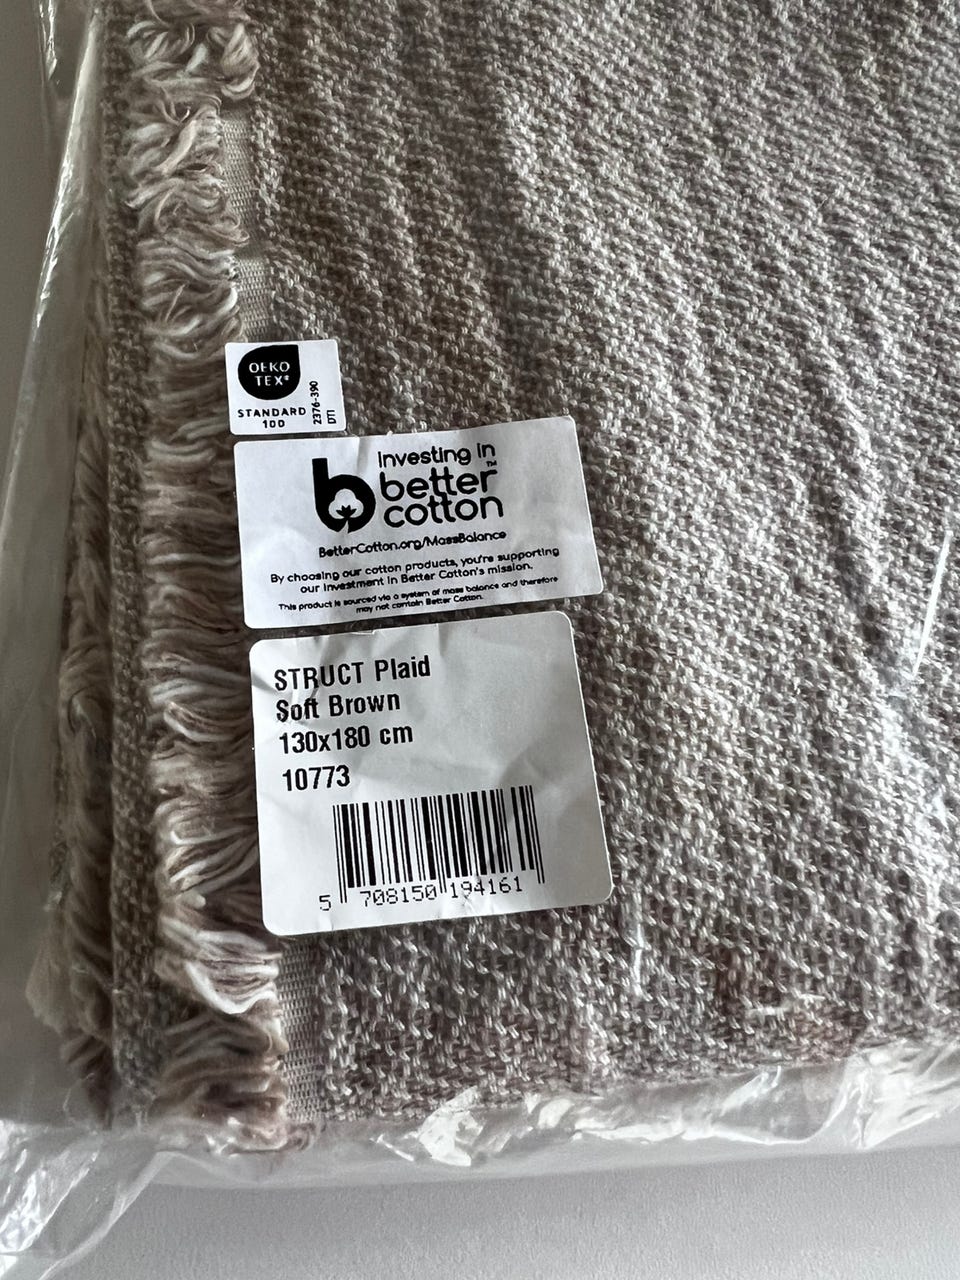 OEKO
TEX®
STANDARD
100
2376-390
DTI
investing in
better™
cotton
BetterCotton.org/MassBalance
By choosing our cotton products, you're supporting
our investment in Better Cotton's mission.
This product is sourced via a system of mass balance and therefore
may not contain Better Cotton.
STRUCT Plaid
Soft Brown
130x180 cm
10773
5 708150 194161